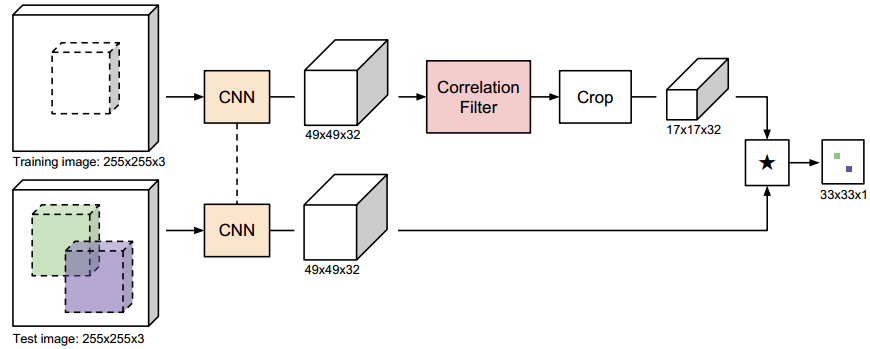 CNN
49x49x32
Correlation
Filter
Crop
17x17x32
Training image: 255x255x3
★
33x33x1
CNN
49x49x32
Test image: 255x255x3